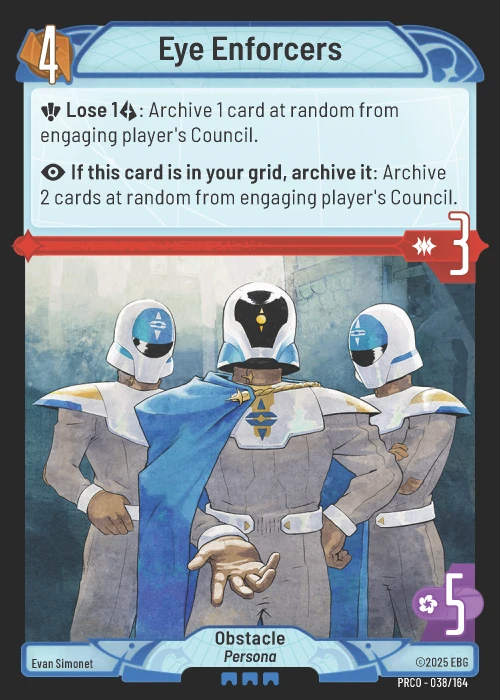 4
Eye Enforcers
Lose 1: Archive 1 card at random from
engaging player's Council.
If this card is in your grid, archive it: Archive
2 cards at random from engaging player's Council.
3
5
Obstacle
Persona
Evan Simonet
©2025 EBG
PRCO - 038/164